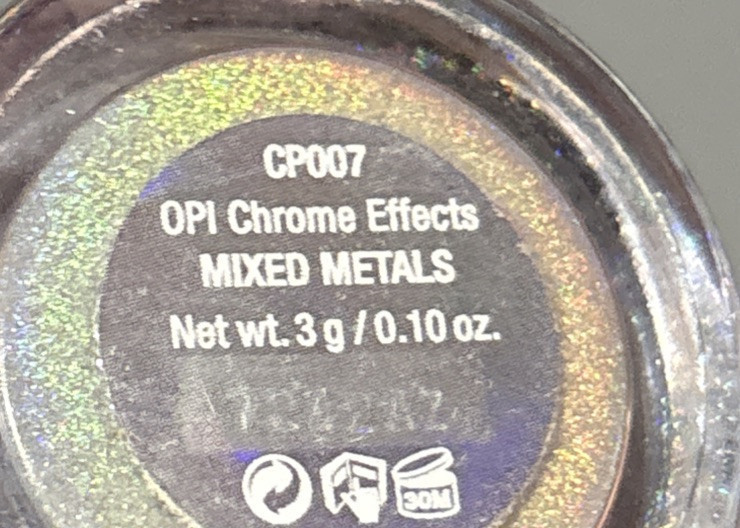 CP007
OPI Chrome Effects
MIXED METALS
Net wt. 3 g / 0.10 oz.
30M